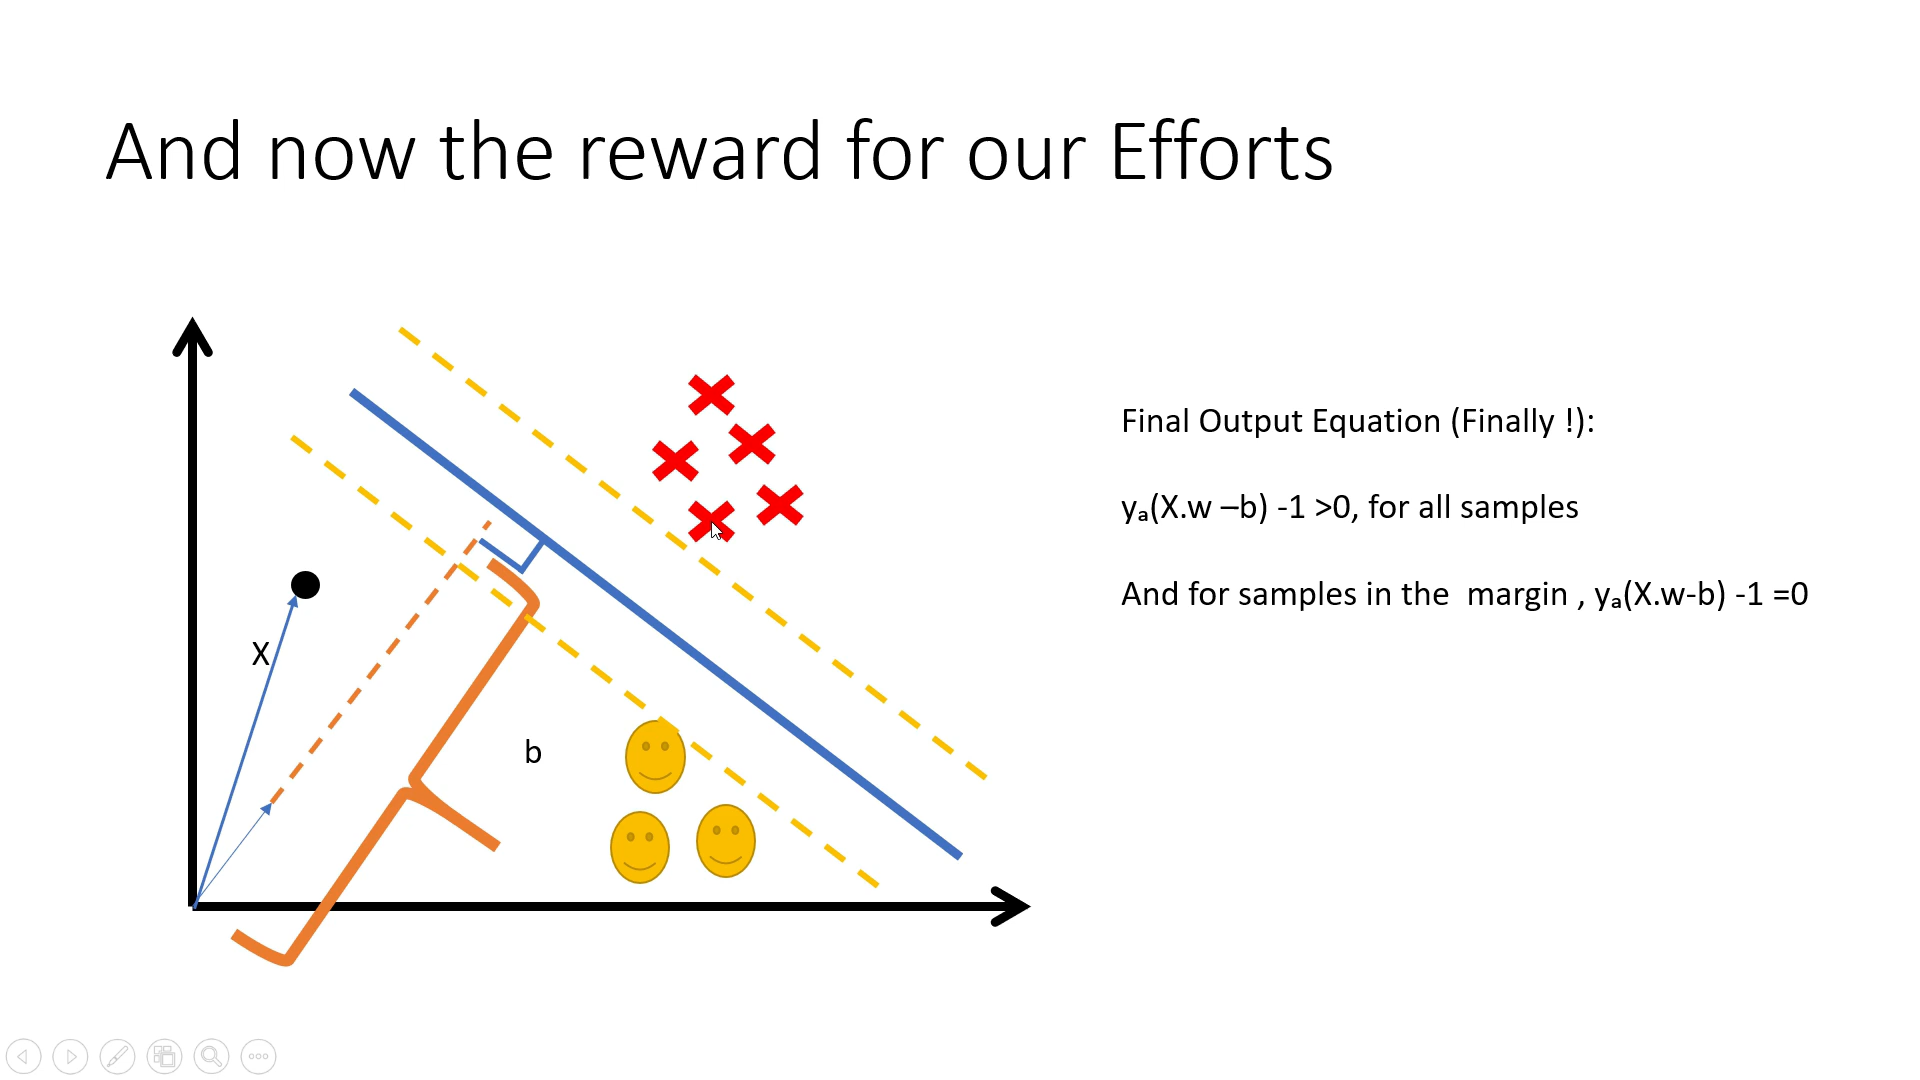 And now the reward for our Efforts
Final Output Equation (Finally !):
yₐ(X.w –b) -1 >0, for all samples
And for samples in the  margin , yₐ(X.w-b) -1 =0
X
b